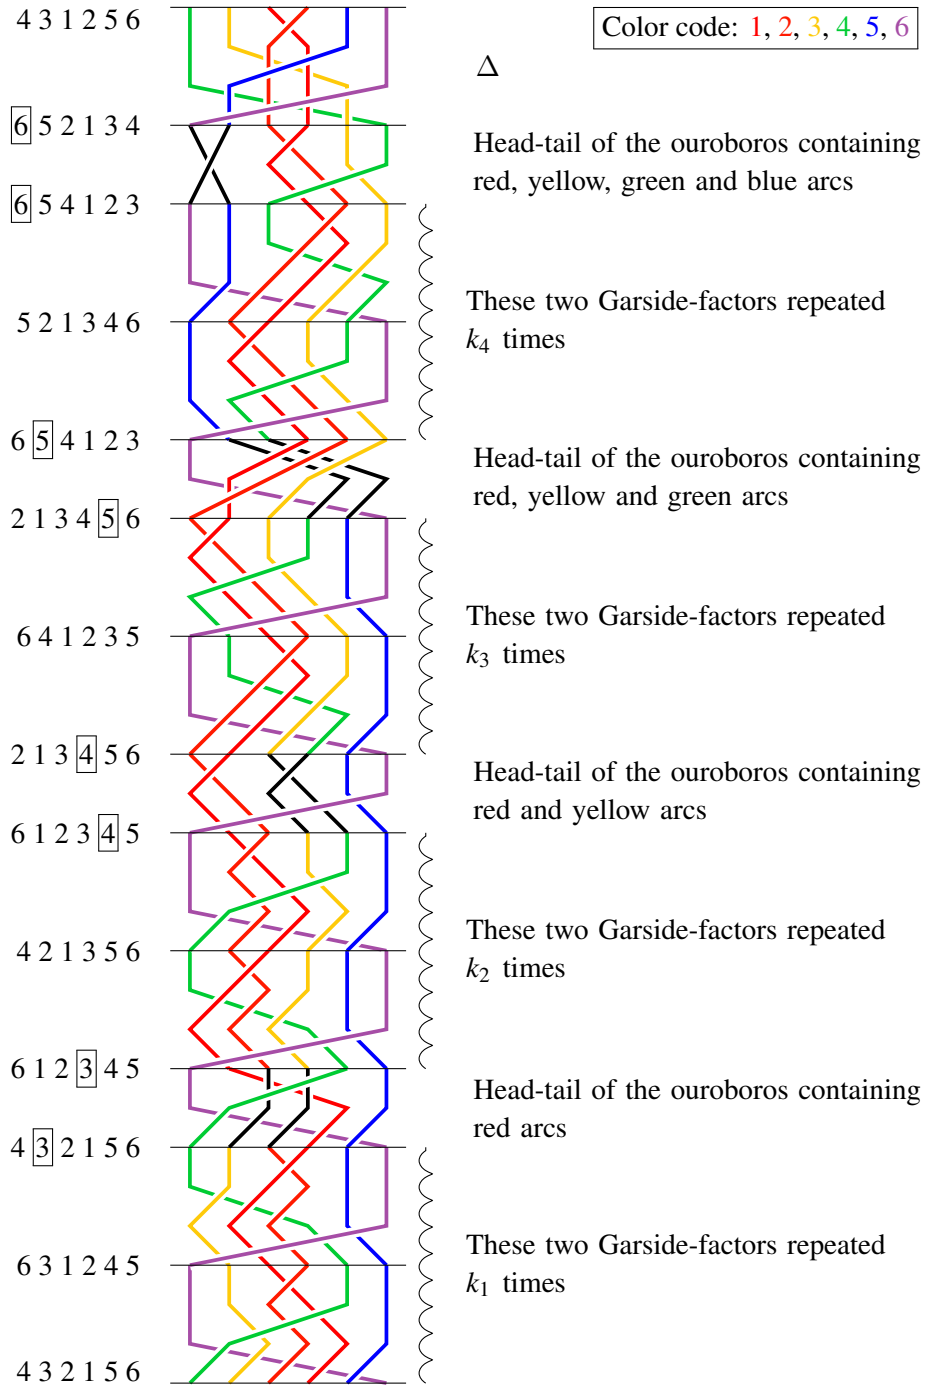 4 3 1 2 5 6
Color code: 1, 2, 3, 4, 5, 6
Δ
6 5 2 1 3 4
Head-tail of the ouroboros containing
red, yellow, green and blue arcs
6 5 4 1 2 3
5 2 1 3 4 6
These two Garside-factors repeated
k₄ times
6 5 4 1 2 3
Head-tail of the ouroboros containing
red, yellow and green arcs
2 1 3 4 5 6
These two Garside-factors repeated
k₃ times
6 4 1 2 3 5
2 1 3 4 5 6
Head-tail of the ouroboros containing
red and yellow arcs
6 1 2 3 4 5
These two Garside-factors repeated
k₂ times
4 2 1 3 5 6
6 1 2 3 4 5
Head-tail of the ouroboros containing
red arcs
4 3 2 1 5 6
These two Garside-factors repeated
k₁ times
6 3 1 2 4 5
4 3 2 1 5 6